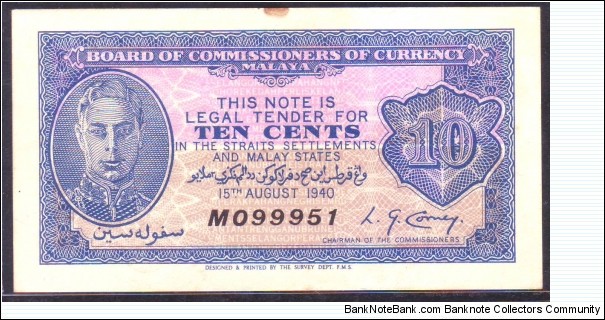 BOARD OF COMMISSIONERS OF CURRENCY
MALAYA
THIS NOTE IS
LEGAL TENDER FOR
TEN CENTS
IN THE STRAITS SETTLEMENTS
AND MALAY STATES
15TH AUGUST 1940
10
M099951
سفوله سين
CHAIRMAN OF THE COMMISSIONERS
DESIGNED & PRINTED BY THE SURVEY DEPT. F.M.S.
BankNoteBank.com - Banknote Collectors Community